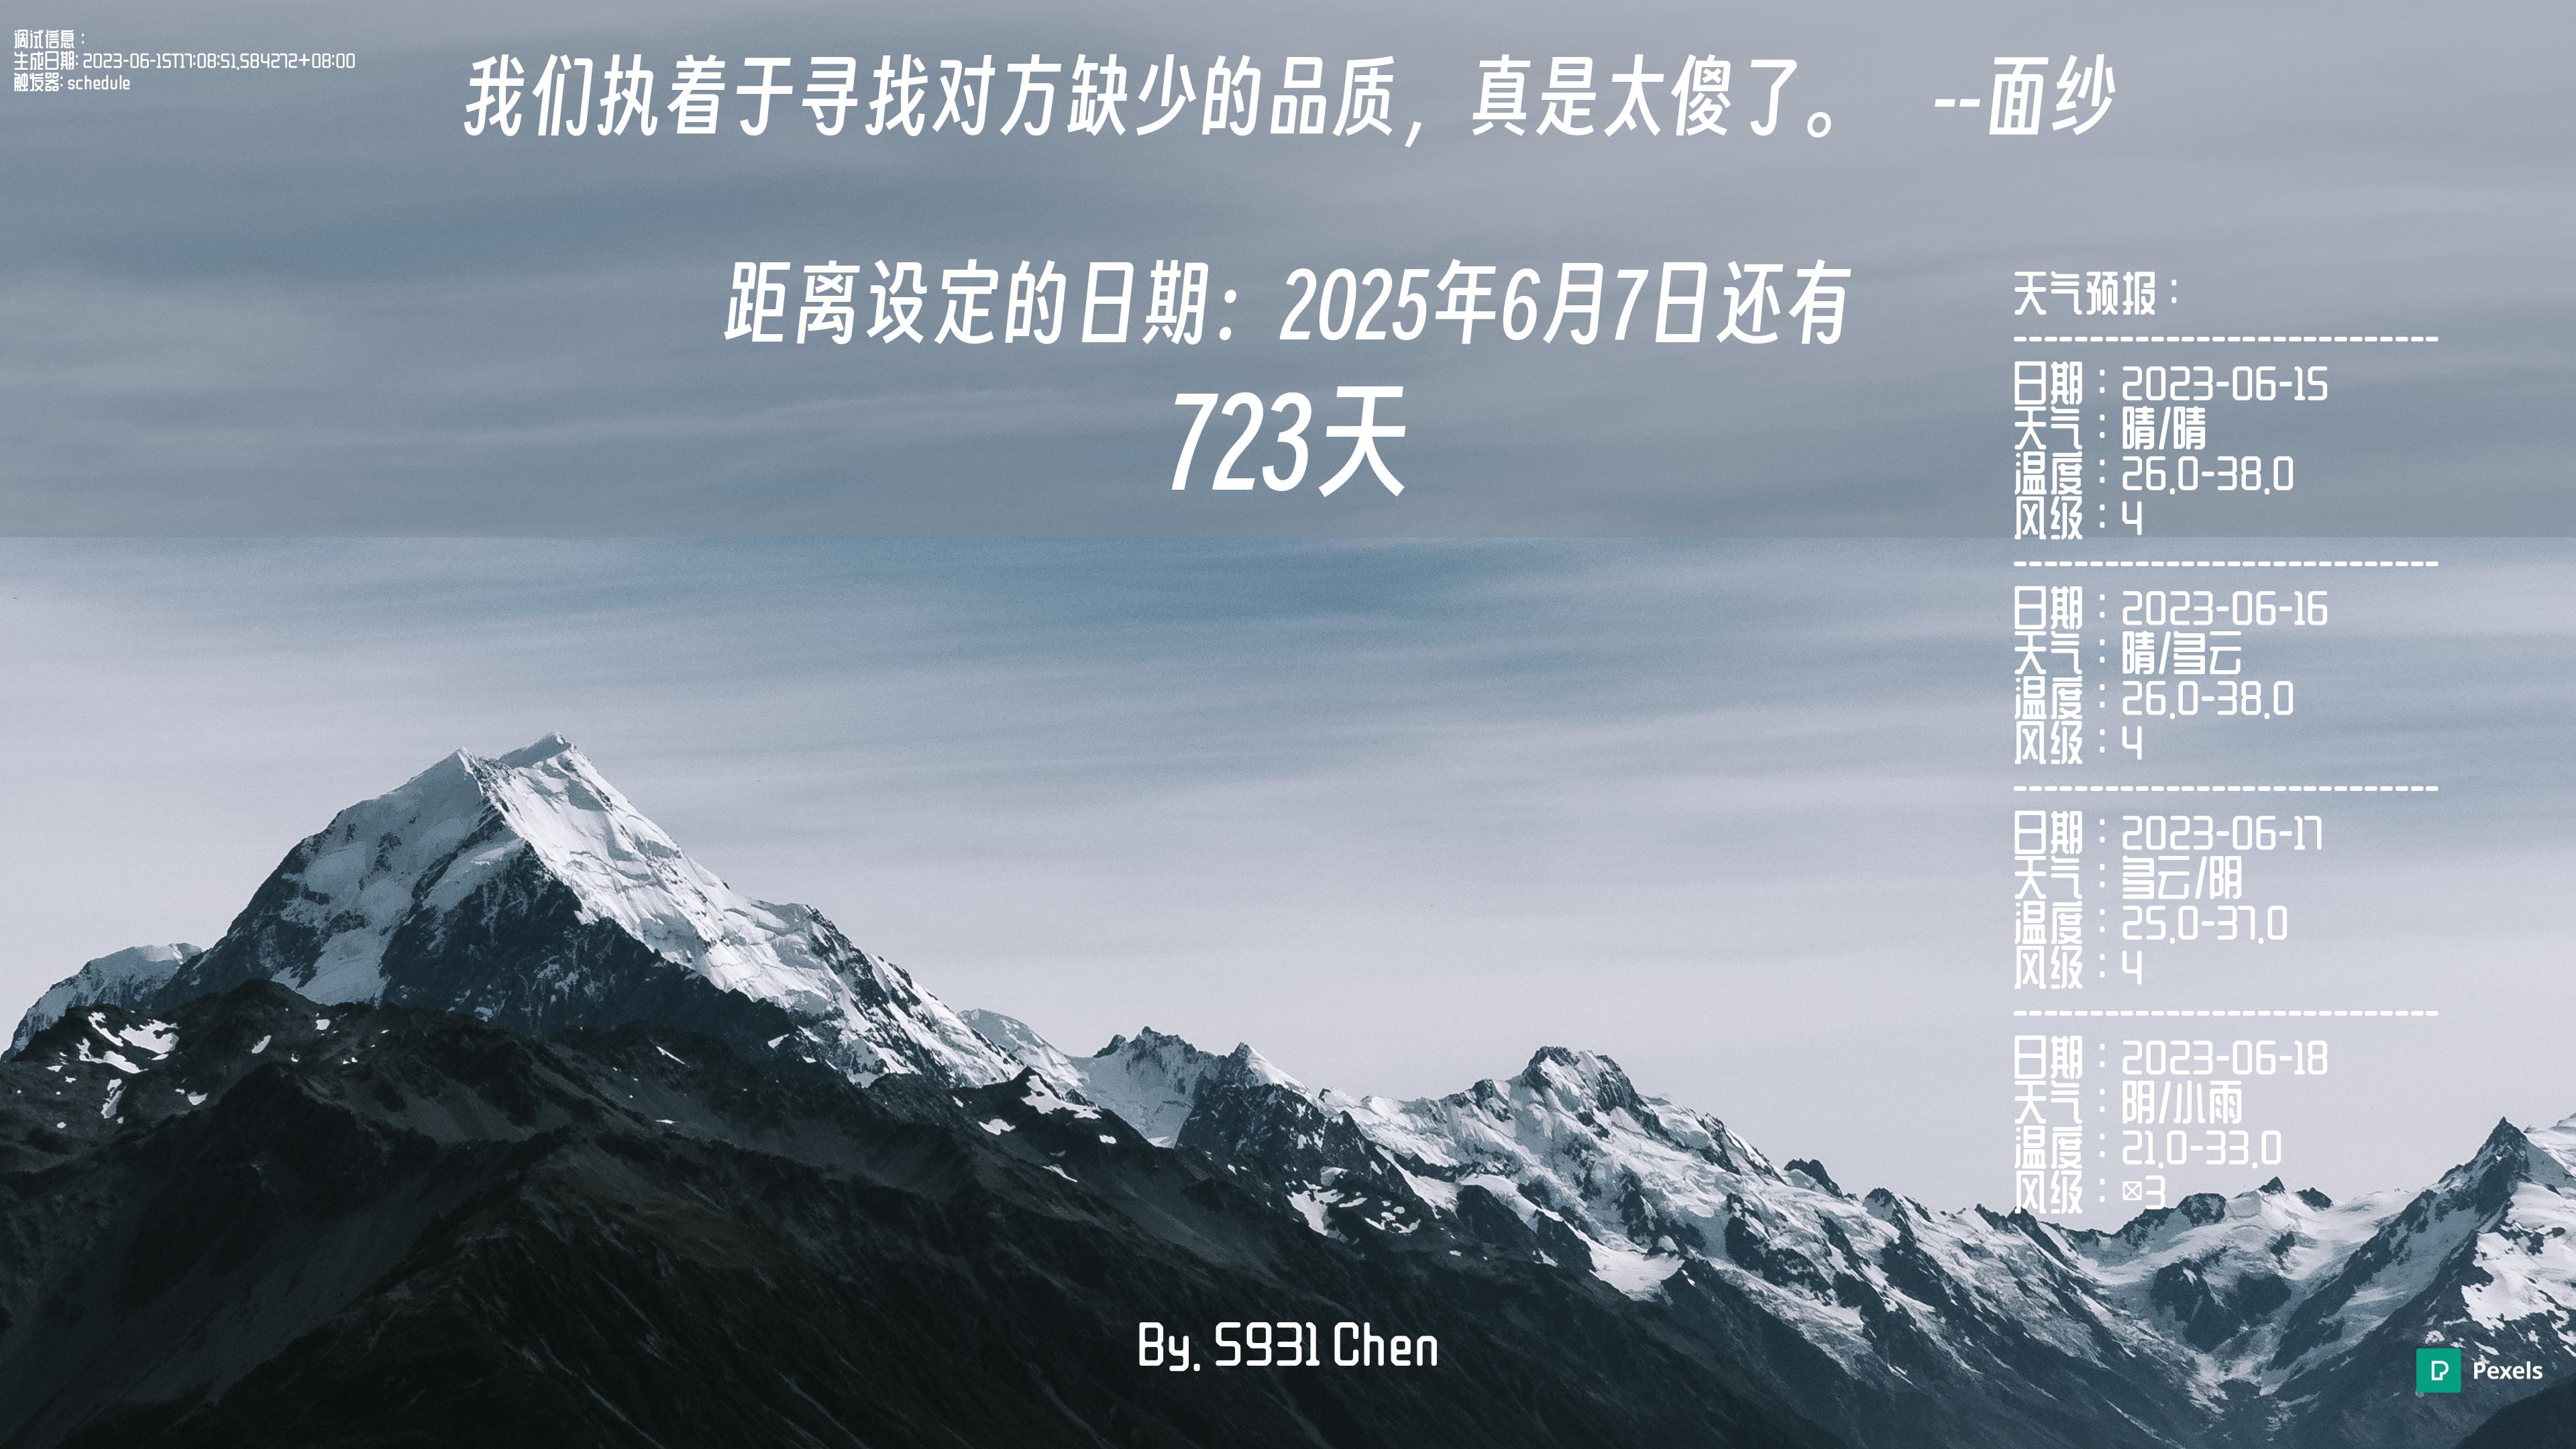 调试信息：
生成日期: 2023-06-15T17:08:51.584272+08:00
触发器: schedule
我们执着于寻找对方缺少的品质，真是太傻了。 --面纱
距离设定的日期：2025年6月7日还有
723天
天气预报：
----------------------------
日期：2023-06-15
天气：晴/晴
温度：26.0-38.0
风级：4
----------------------------
日期：2023-06-16
天气：晴/多云
温度：26.0-38.0
风级：4
----------------------------
日期：2023-06-17
天气：多云/阴
温度：25.0-37.0
风级：4
----------------------------
日期：2023-06-18
天气：阴/小雨
温度：21.0-33.0
风级：☒3
By. S931 Chen
Pexels